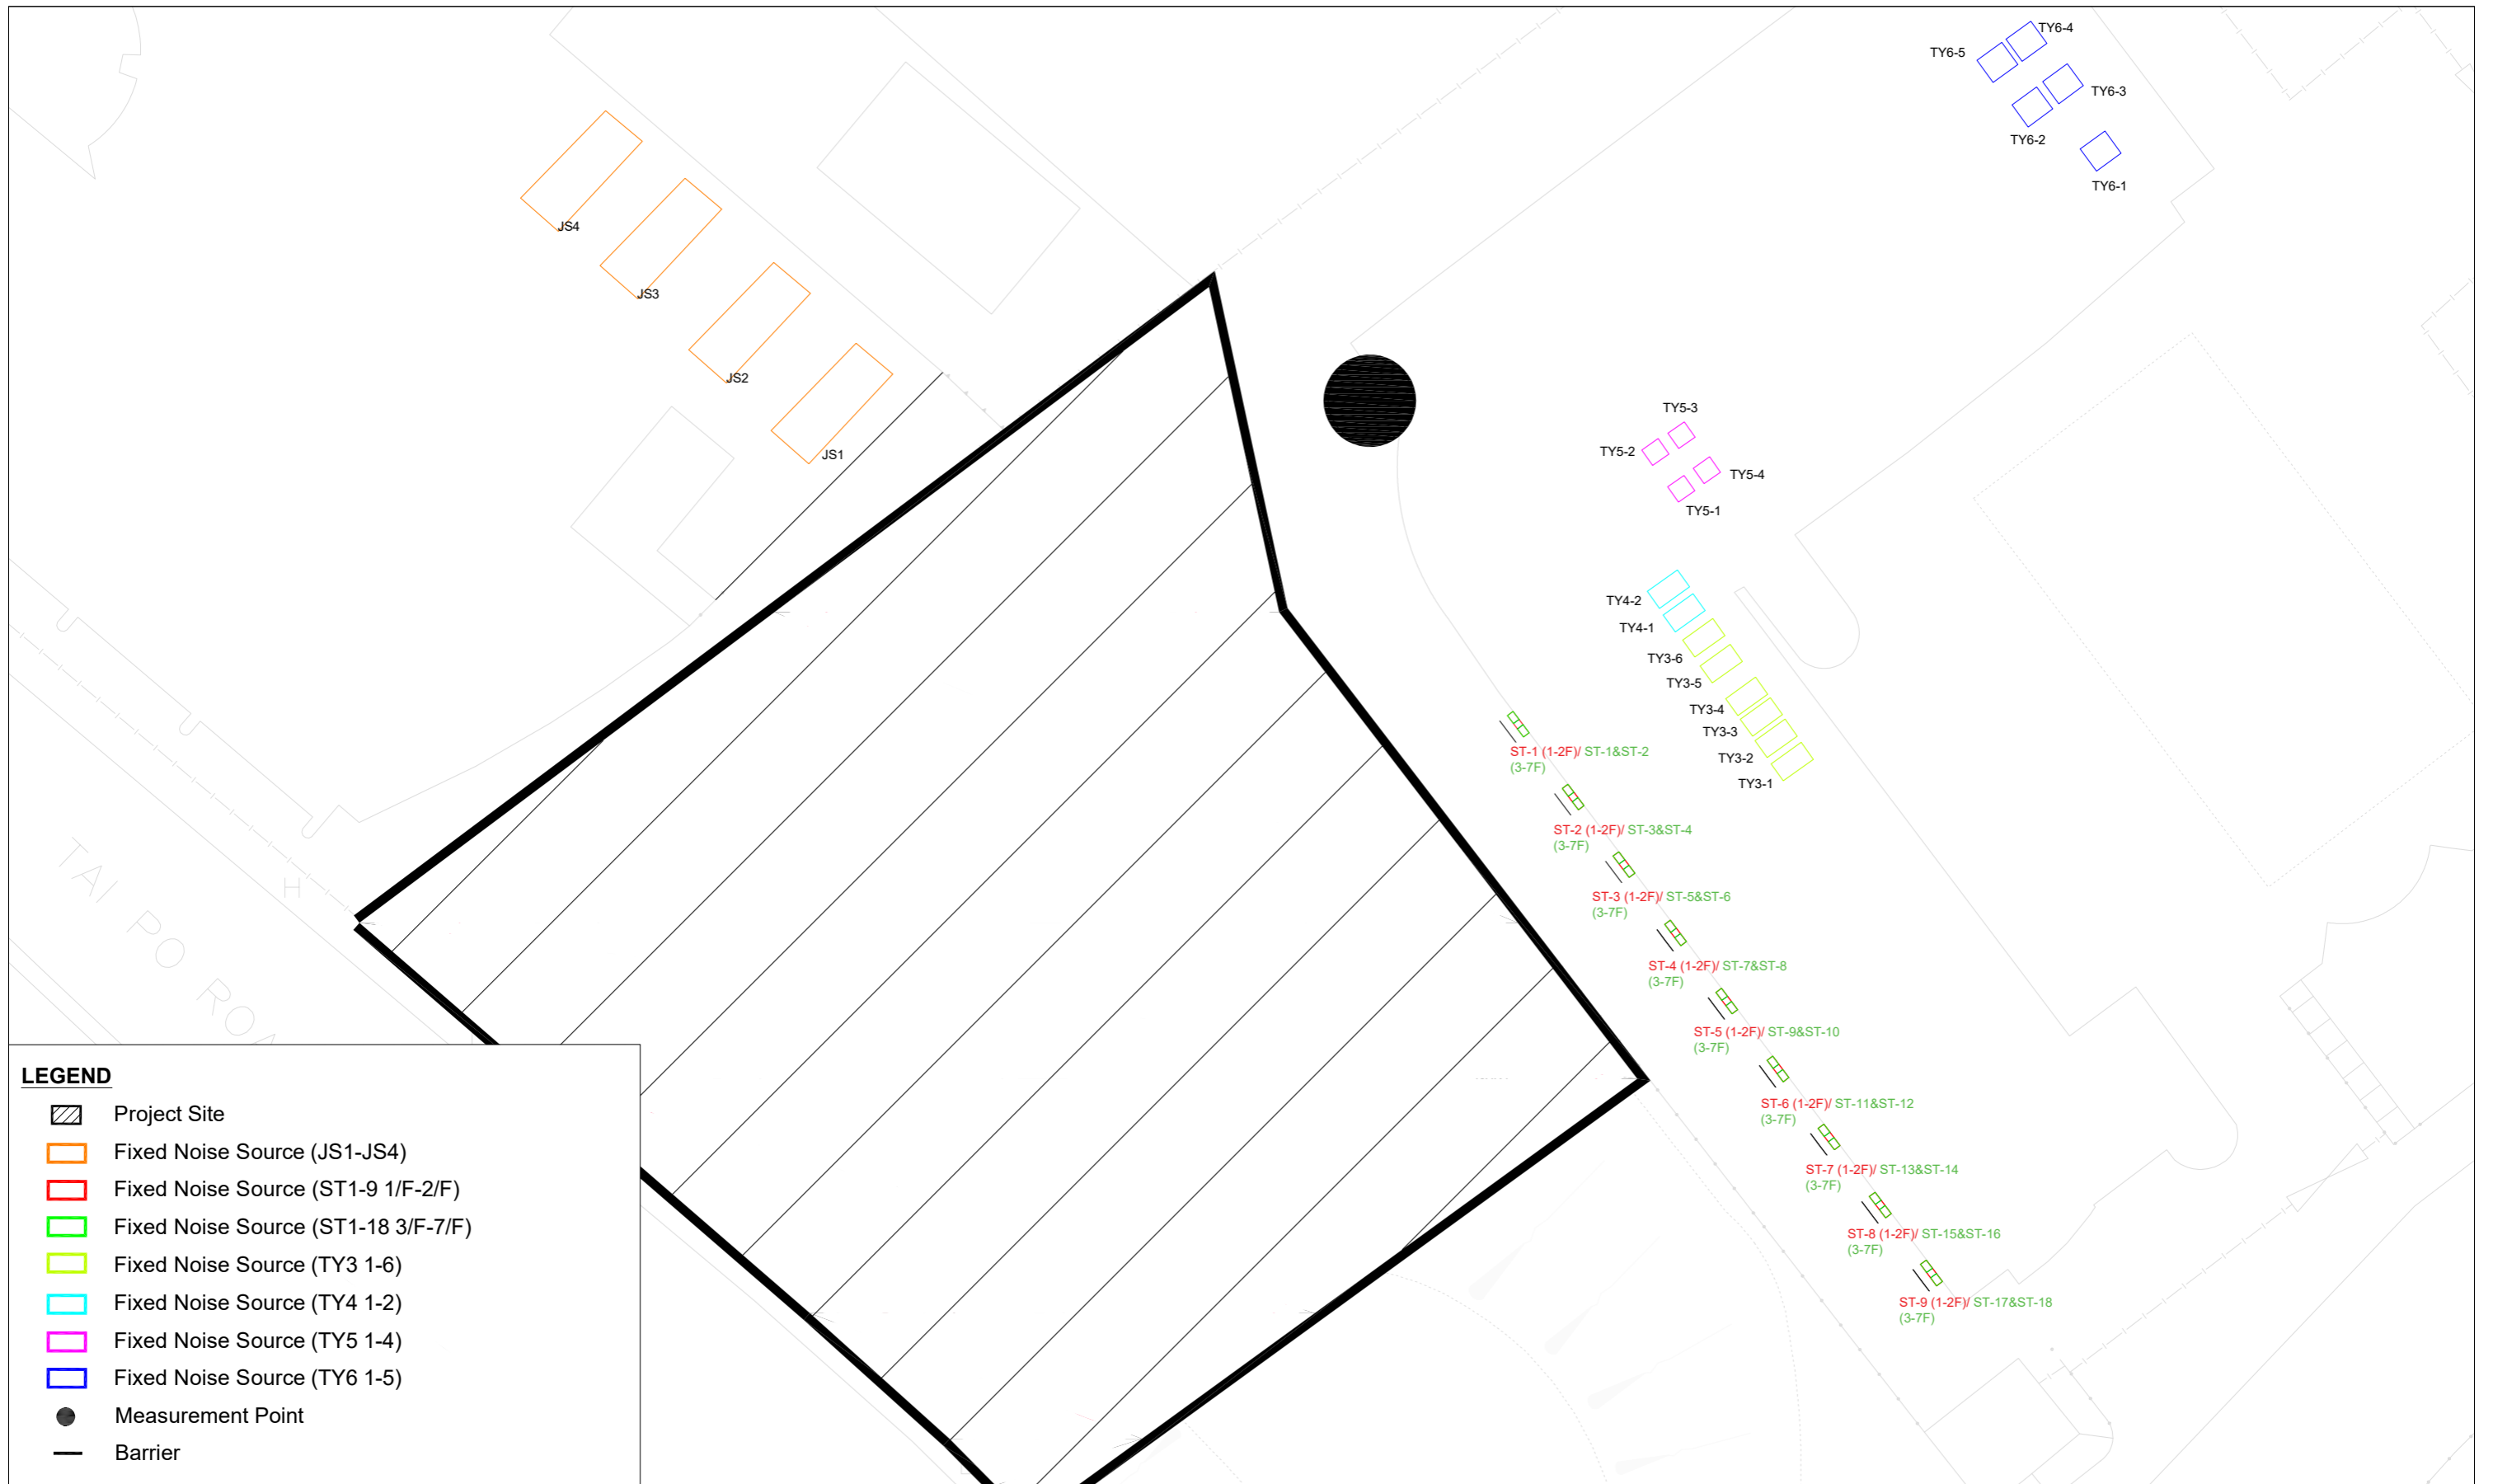 TY6-4
TY6-5
TY6-3
TY6-2
TY6-1
JS4
JS3
JS2
JS1
TY5-3
TY5-2
TY5-4
TY5-1
TY4-2
TY4-1
TY3-6
TY3-5
TY3-4
TY3-3
TY3-2
TY3-1
ST-1 (1-2F)/ ST-1&ST-2
(3-7F)
ST-2 (1-2F)/ ST-3&ST-4
(3-7F)
ST-3 (1-2F)/ ST-5&ST-6
(3-7F)
ST-4 (1-2F)/ ST-7&ST-8
(3-7F)
ST-5 (1-2F)/ ST-9&ST-10
(3-7F)
ST-6 (1-2F)/ ST-11&ST-12
(3-7F)
ST-7 (1-2F)/ ST-13&ST-14
(3-7F)
ST-8 (1-2F)/ ST-15&ST-16
(3-7F)
ST-9 (1-2F)/ ST-17&ST-18
(3-7F)
H
TAI PO ROA
LEGEND
Project Site
Fixed Noise Source (JS1-JS4)
Fixed Noise Source (ST1-9 1/F-2/F)
Fixed Noise Source (ST1-18 3/F-7/F)
Fixed Noise Source (TY3 1-6)
Fixed Noise Source (TY4 1-2)
Fixed Noise Source (TY5 1-4)
Fixed Noise Source (TY6 1-5)
Measurement Point
Barrier